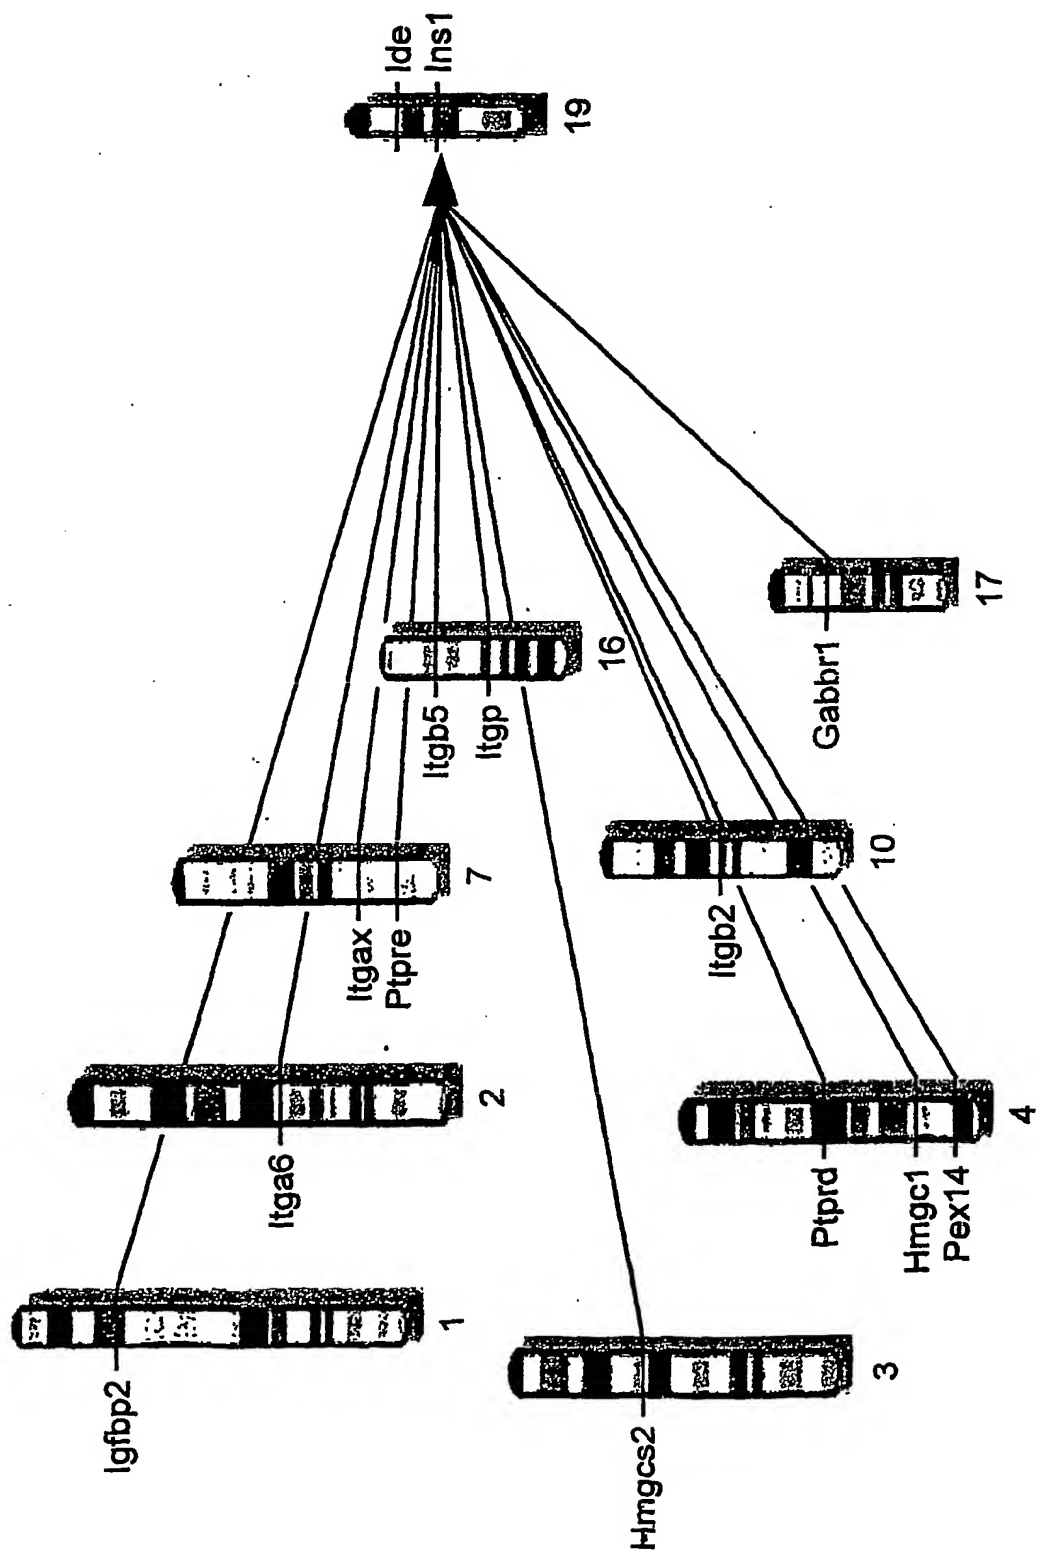 Ide
Ins1
19
16
Itgb5
Itgp
17
Gabbr1
7
Itgax
Ptpre
10
Itgb2
2
Itga6
4
Ptprd
Hmgc1
Pex14
1
Igfbp2
3
Hmgcs2